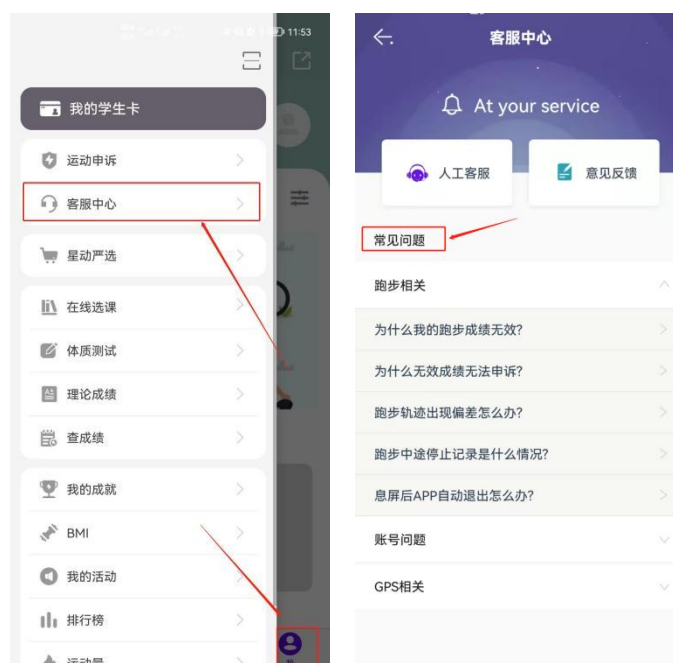 11:53
我的学生卡
运动申诉
客服中心
星动严选
在线选课
体质测试
理论成绩
查成绩
我的成就
BMI
我的活动
排行榜
运动量
客服中心
At your service
人工客服
意见反馈
常见问题
跑步相关
为什么我的跑步成绩无效?
为什么无效成绩无法申诉?
跑步轨迹出现偏差怎么办?
跑步中途停止记录是什么情况?
息屏后APP自动退出怎么办?
账号问题
GPS相关